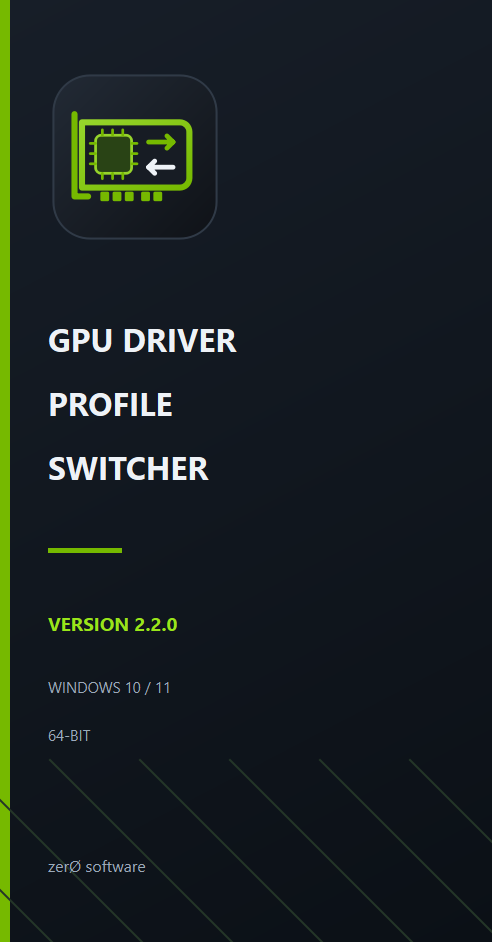 GPU DRIVER
PROFILE
SWITCHER
VERSION 2.2.0
WINDOWS 10 / 11
64-BIT
zerØ software